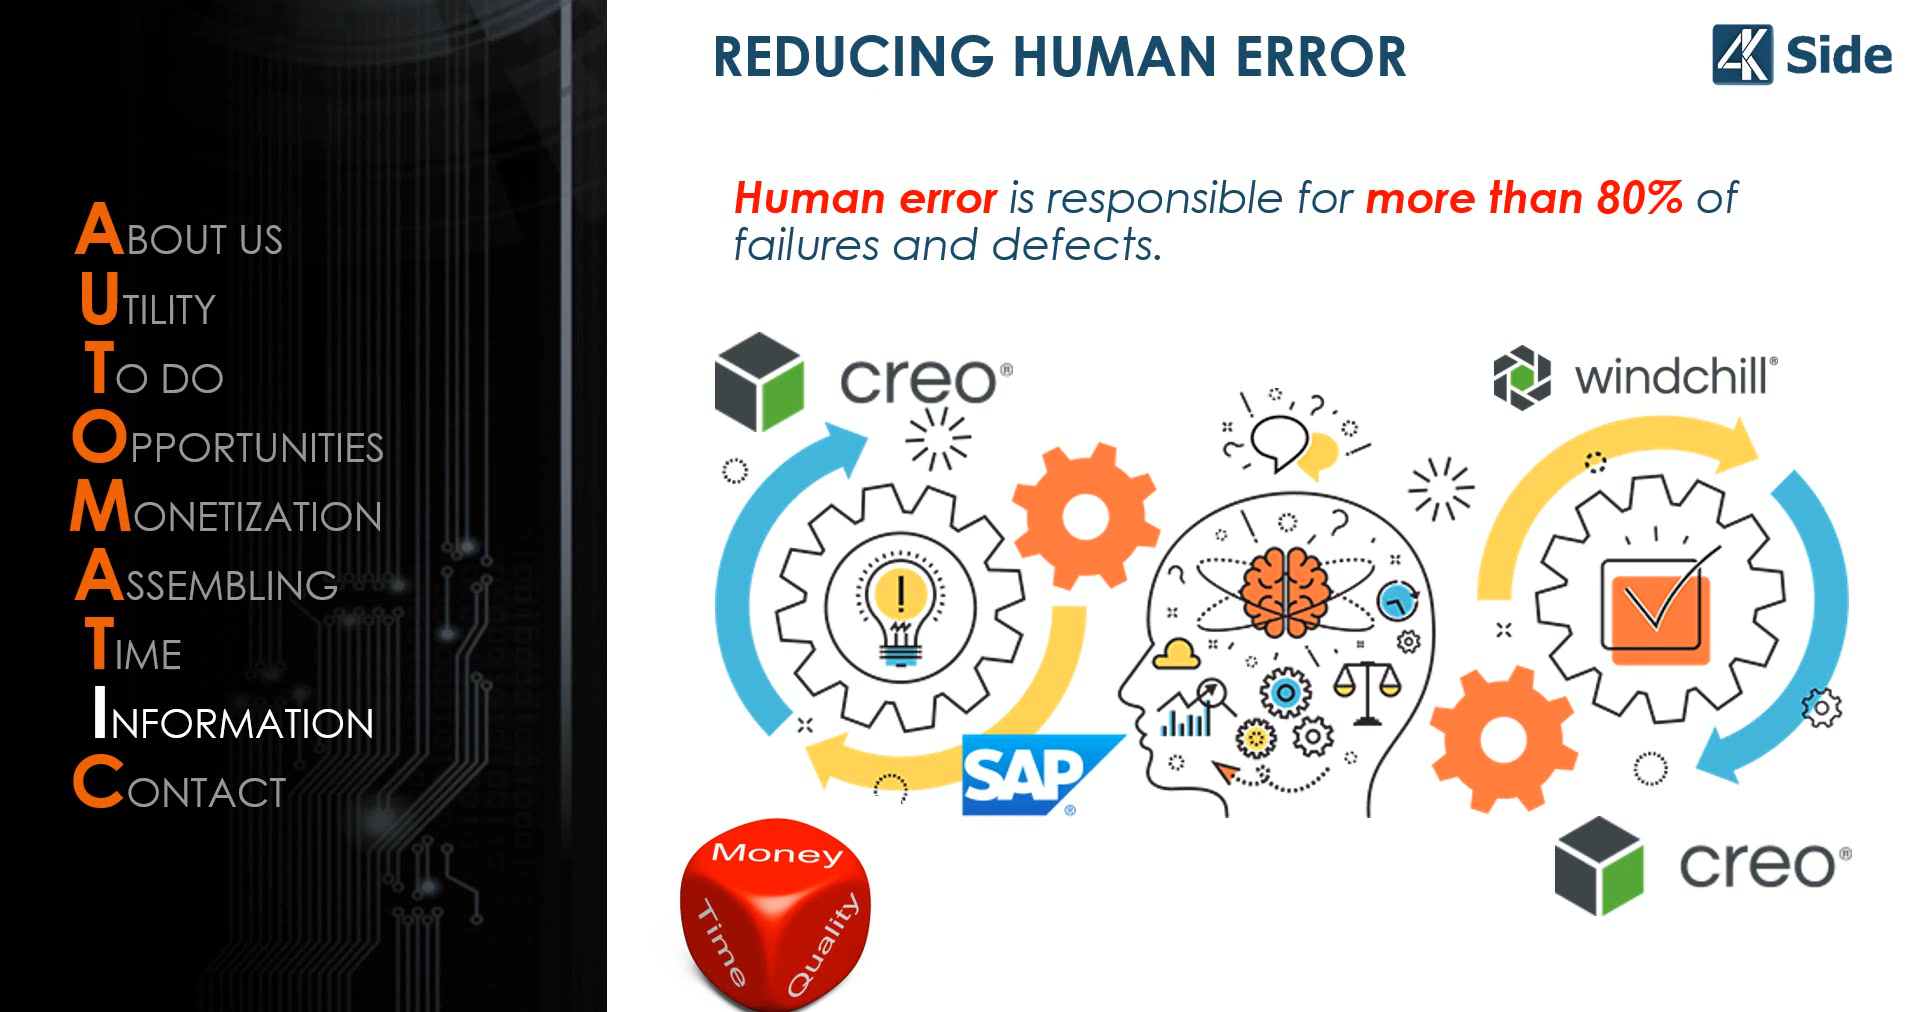 ABOUT US
UTILITY
TO DO
OPPORTUNITIES
MONETIZATION
ASSEMBLING
TIME
INFORMATION
CONTACT
REDUCING HUMAN ERROR
4K Side
Human error is responsible for more than 80% of
failures and defects.
creo®
windchill®
SAP®
Money
Time
Quality
creo®